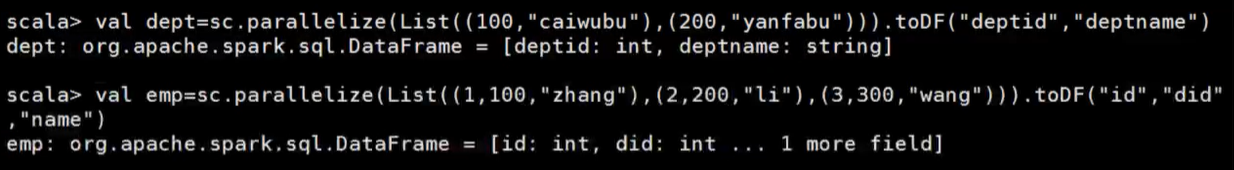 scala> val dept=sc.parallelize(List((100,"caiwubu"),(200,"yanfabu"))).toDF("deptid","deptname")
dept: org.apache.spark.sql.DataFrame = [deptid: int, deptname: string]
scala> val emp=sc.parallelize(List((1,100,"zhang"),(2,200,"li"),(3,300,"wang"))).toDF("id","did"
,"name")
emp: org.apache.spark.sql.DataFrame = [id: int, did: int ... 1 more field]